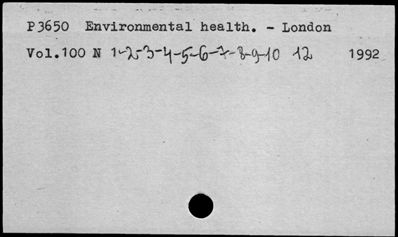 P3650 Environmental health. - London
Vol.100 N 1-2-3-4-5-6-7-8-9-10 12 1992